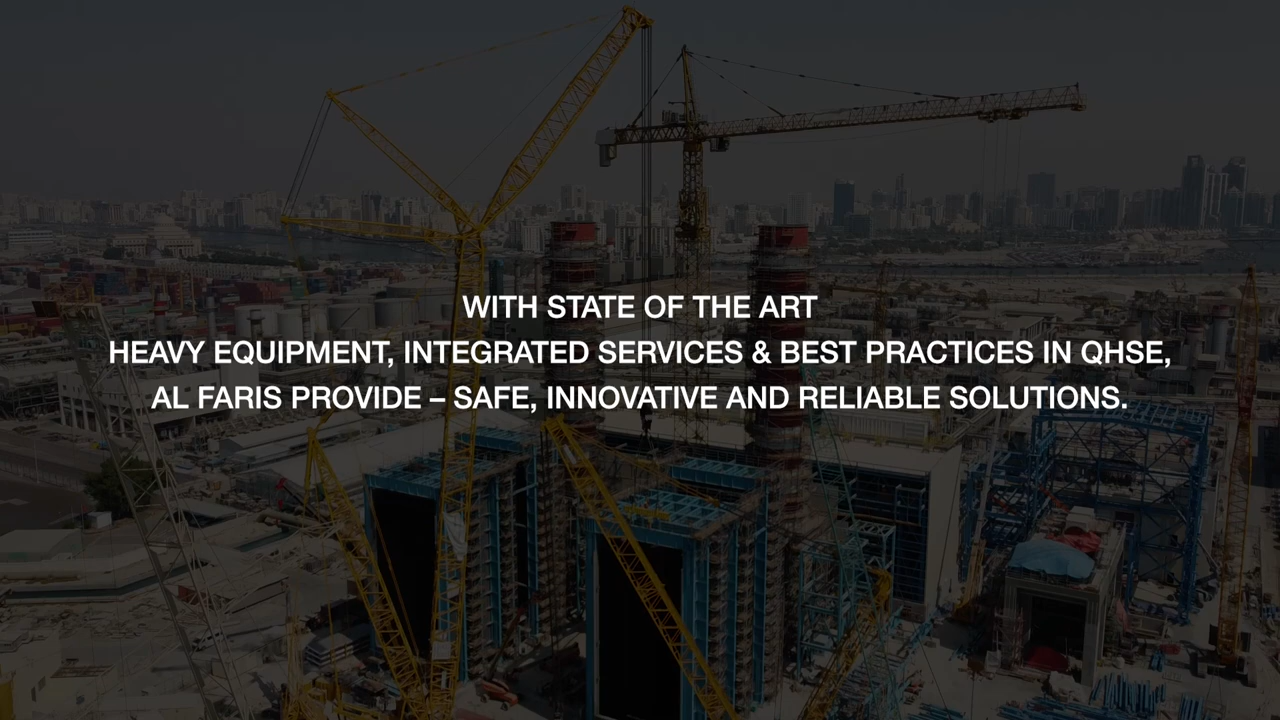 WITH STATE OF THE ART
HEAVY EQUIPMENT, INTEGRATED SERVICES & BEST PRACTICES IN QHSE,
AL FARIS PROVIDE – SAFE, INNOVATIVE AND RELIABLE SOLUTIONS.